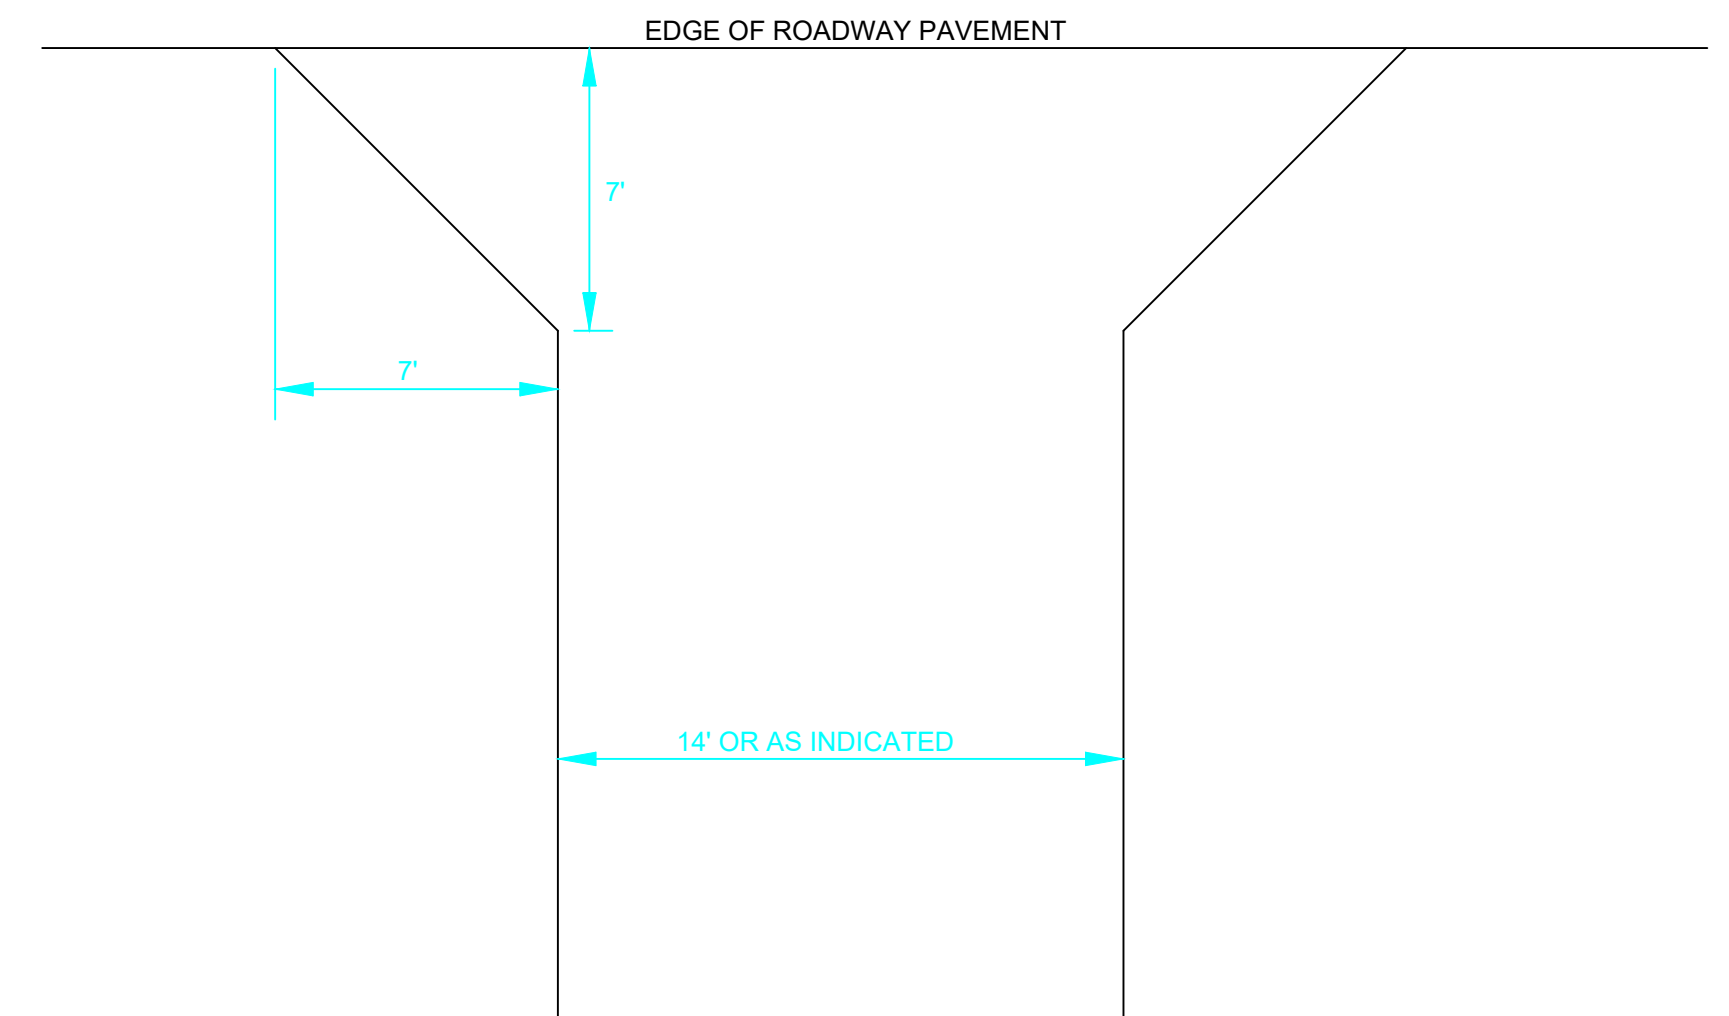 EDGE OF ROADWAY PAVEMENT
7'
7'
14' OR AS INDICATED